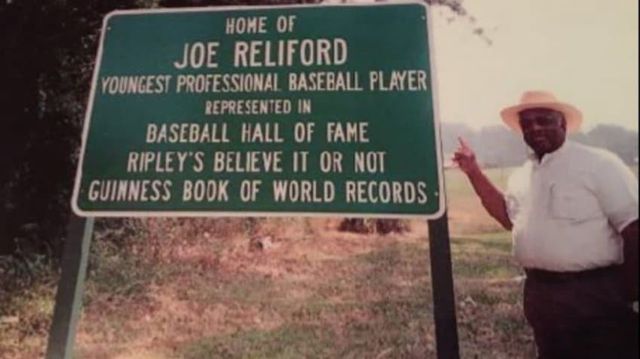 HOME OF
JOE RELIFORD
YOUNGEST PROFESSIONAL BASEBALL PLAYER
REPRESENTED IN
BASEBALL HALL OF FAME
RIPLEY'S BELIEVE IT OR NOT
GUINNESS BOOK OF WORLD RECORDS